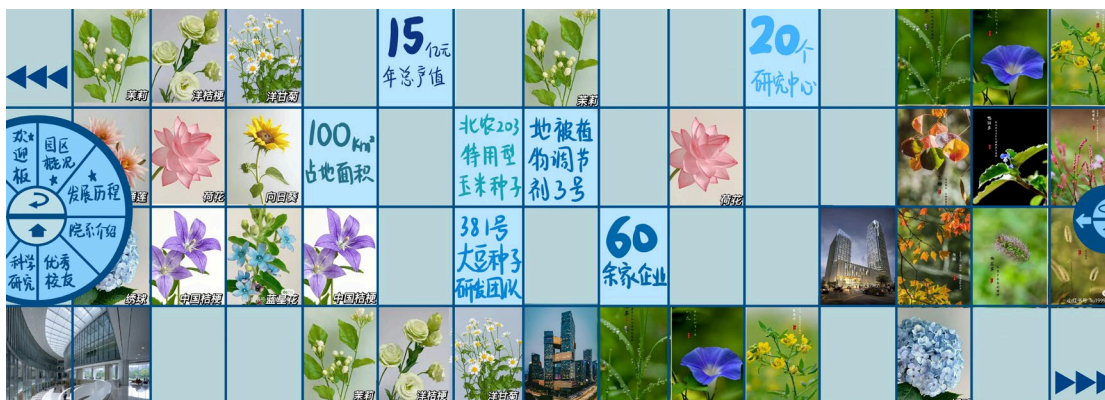 茉莉
洋桔梗
洋甘菊
15亿元
年总产值
茉莉
20个
研究中心
欢迎板
园区概况
发展历程
院系介绍
优秀校友
科学研究
睡莲
荷花
向日葵
100Km²
占地面积
北农203
特用型
玉米种子
地被植
物调节
剂3号
荷花
绣球
中国桔梗
蓝星花
中国桔梗
381号
大豆种子
研发团队
60
余家企业
茉莉
洋桔梗
洋甘菊